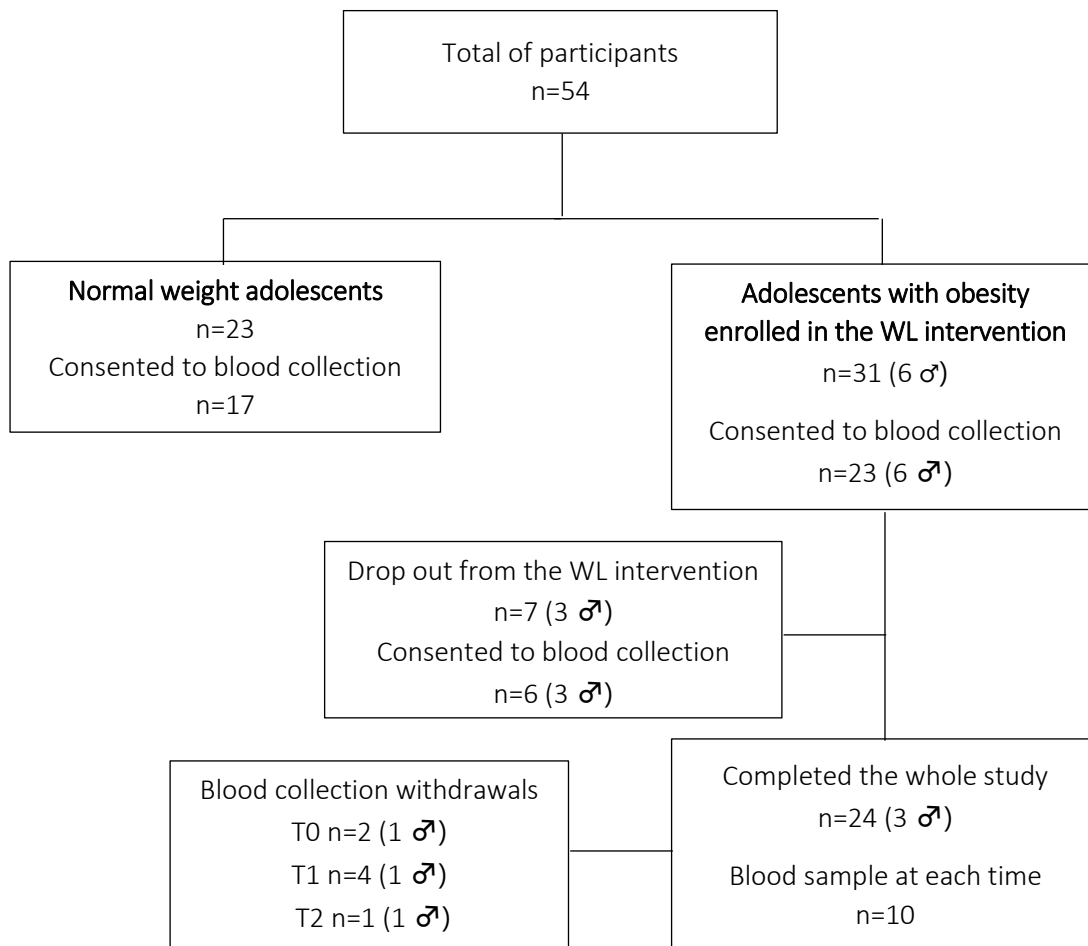 Total of participants
n=54
Normal weight adolescents
n=23
Consented to blood collection
n=17
Adolescents with obesity
enrolled in the WL intervention
n=31 (6 ♂)
Consented to blood collection
n=23 (6 ♂)
Drop out from the WL intervention
n=7 (3 ♂)
Consented to blood collection
n=6 (3 ♂)
Blood collection withdrawals
T0 n=2 (1 ♂)
T1 n=4 (1 ♂)
T2 n=1 (1 ♂)
Completed the whole study
n=24 (3 ♂)
Blood sample at each time
n=10